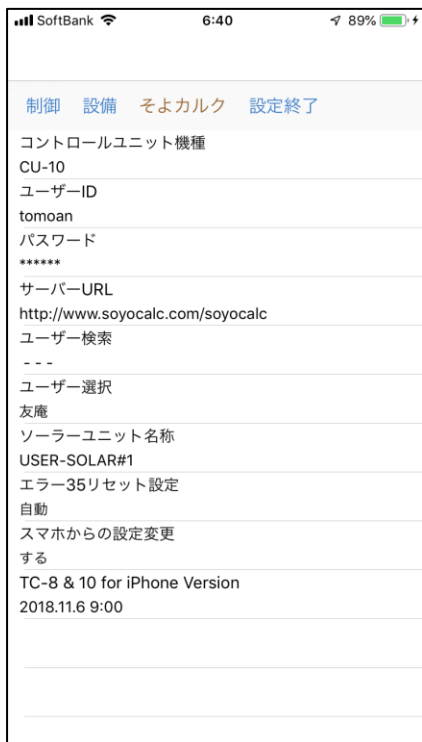 SoftBank 6:40 89%
制御 設備 そよカルク 設定終了
コントロールユニット機種
CU-10
ユーザーID
tomoan
パスワード
******
サーバーURL
http://www.soyocalc.com/soyocalc
ユーザー検索
- - -
ユーザー選択
友庵
ソーラーユニット名称
USER-SOLAR#1
エラー35リセット設定
自動
スマホからの設定変更
する
TC-8 & 10 for iPhone Version
2018.11.6 9:00